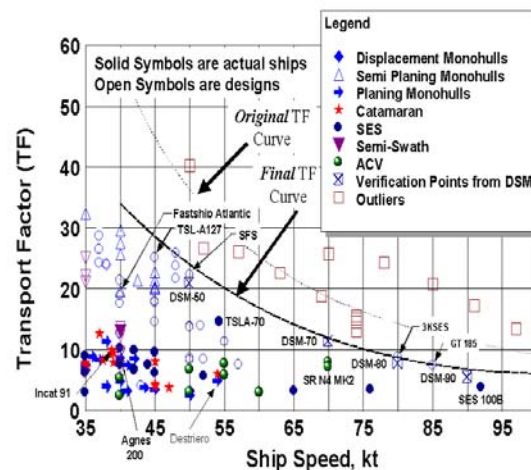 Legend
Displacement Monohulls
Semi Planing Monohulls
Planing Monohulls
Catamaran
SES
Semi-Swath
ACV
Verification Points from DSM
Outliers
Solid Symbols are actual ships
Open Symbols are designs
Original TF
Curve
Final TF
Curve
Fastship Atlantic
TSL-A127
SFS
DSM-50
TSLA-70
DSM-70
3KSES
DSM-80
GT 185
SR N4 MK2
DSM-90
SES 100B
Incat 91
Agnes
200
Destriero
Transport Factor (TF)
60
50
40
30
20
10
0
35
45
55
65
75
85
95
Ship Speed, kt